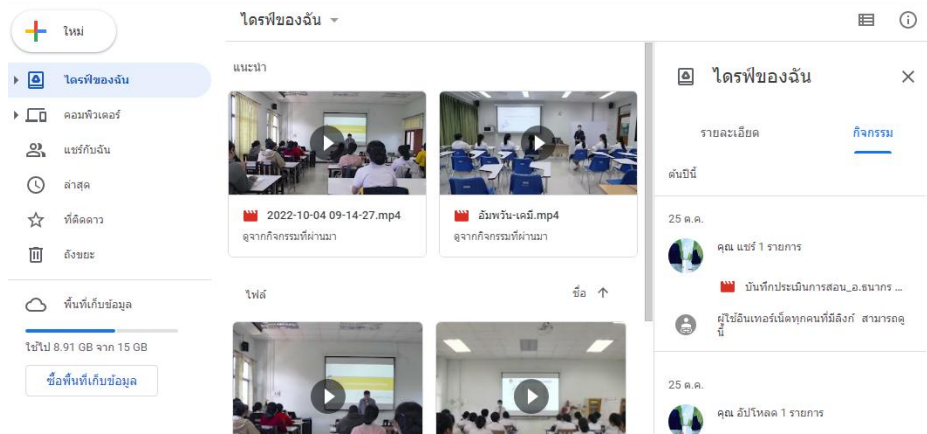 ใหม่
ไดรฟ์ของฉัน
คอมพิวเตอร์
แชร์กับฉัน
ล่าสุด
ที่ติดดาว
ถังขยะ
พื้นที่เก็บข้อมูล
ใช้ไป 8.91 GB จาก 15 GB
ซื้อพื้นที่เก็บข้อมูล
ไดรฟ์ของฉัน
แนะนำ
2022-10-04 09-14-27.mp4
ดูจากกิจกรรมที่ผ่านมา
อัมพวัน-เคมี.mp4
ดูจากกิจกรรมที่ผ่านมา
ไฟล์
ชื่อ
ไดรฟ์ของฉัน
รายละเอียด
กิจกรรม
ต้นปีนี้
25 ต.ค.
คุณ แชร์ 1 รายการ
บันทึกประเมินการสอน_อ.ธนากร ...
ผู้ใช้อินเทอร์เน็ตทุกคนที่มีลิงก์ สามารถดู
นี้
25 ต.ค.
คุณ อัปโหลด 1 รายการ